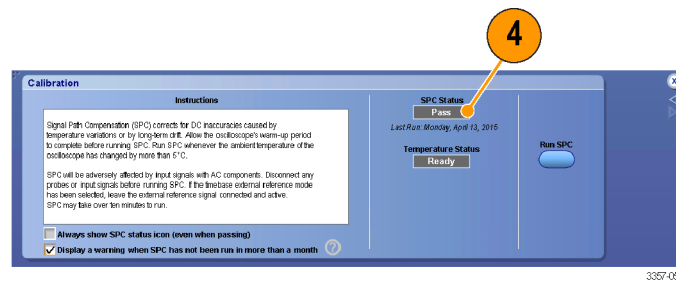 4
Calibration
Instructions
Signal Path Compensation (SPC) corrects for DC inaccuracies caused by
temperature variations or by long-term drift. Allow the oscilloscope's warm-up period
to complete before running SPC. Run SPC whenever the ambient temperature of the
oscilloscope has changed by more than 5°C.
SPC will be adversely affected by input signals with AC components. Disconnect any
probes or input signals before running SPC. If the timebase external reference mode
has been selected, leave the external reference signal connected and active.
SPC may take over ten minutes to run.
Always show SPC status icon (even when passing)
Display a warning when SPC has not been run in more than a month
?
SPC Status
Pass
Last Run: Monday, April 13, 2015
Temperature Status
Ready
Run SPC
X
3357-05